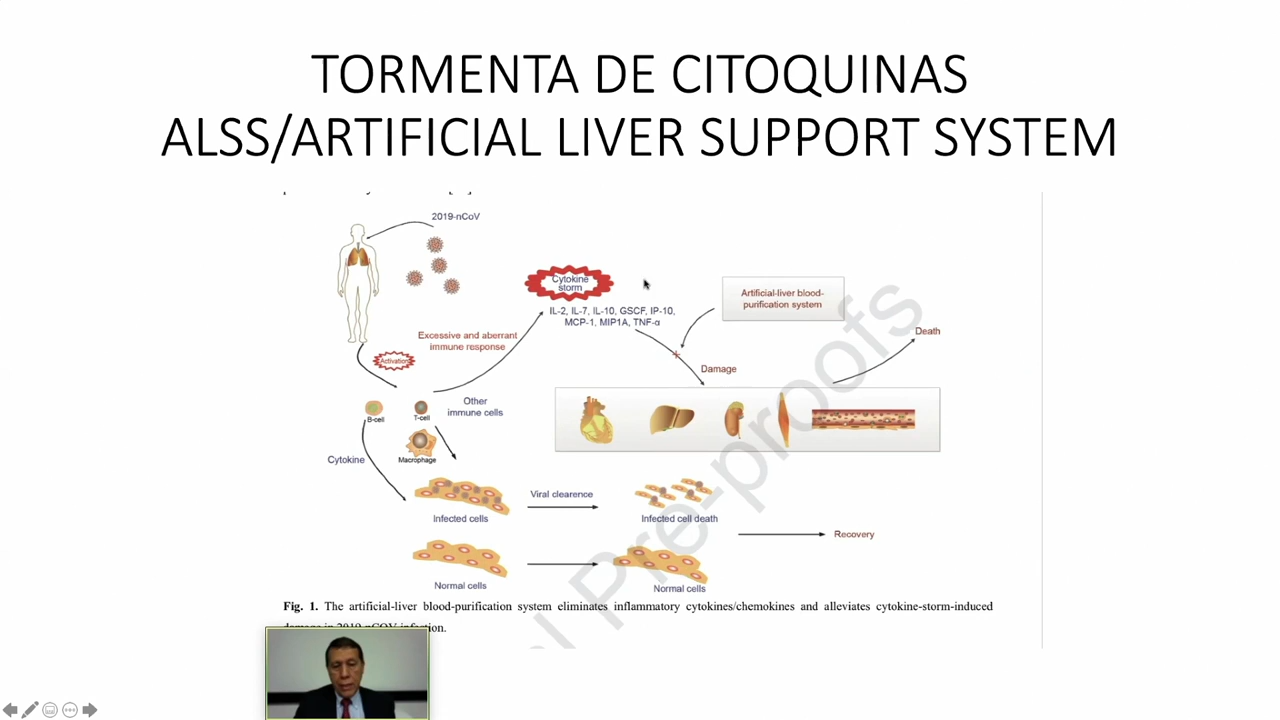 TORMENTA DE CITOQUINAS
ALSS/ARTIFICIAL LIVER SUPPORT SYSTEM
2019-nCoV
Cytokine
storm
IL-2, IL-7, IL-10, GSCF, IP-10,
MCP-1, MIP1A, TNF-α
Artificial-liver blood-
purification system
Excessive and aberrant
immune response
Activation
Damage
Death
Other
immune cells
B-cell
T-cell
Macrophage
Cytokine
Viral clearence
Infected cells
Infected cell death
Recovery
Normal cells
Normal cells
Fig. 1. The artificial-liver blood-purification system eliminates inflammatory cytokines/chemokines and alleviates cytokine-storm-induced
damage in 2019-nCOV infection.
Pre-proofs